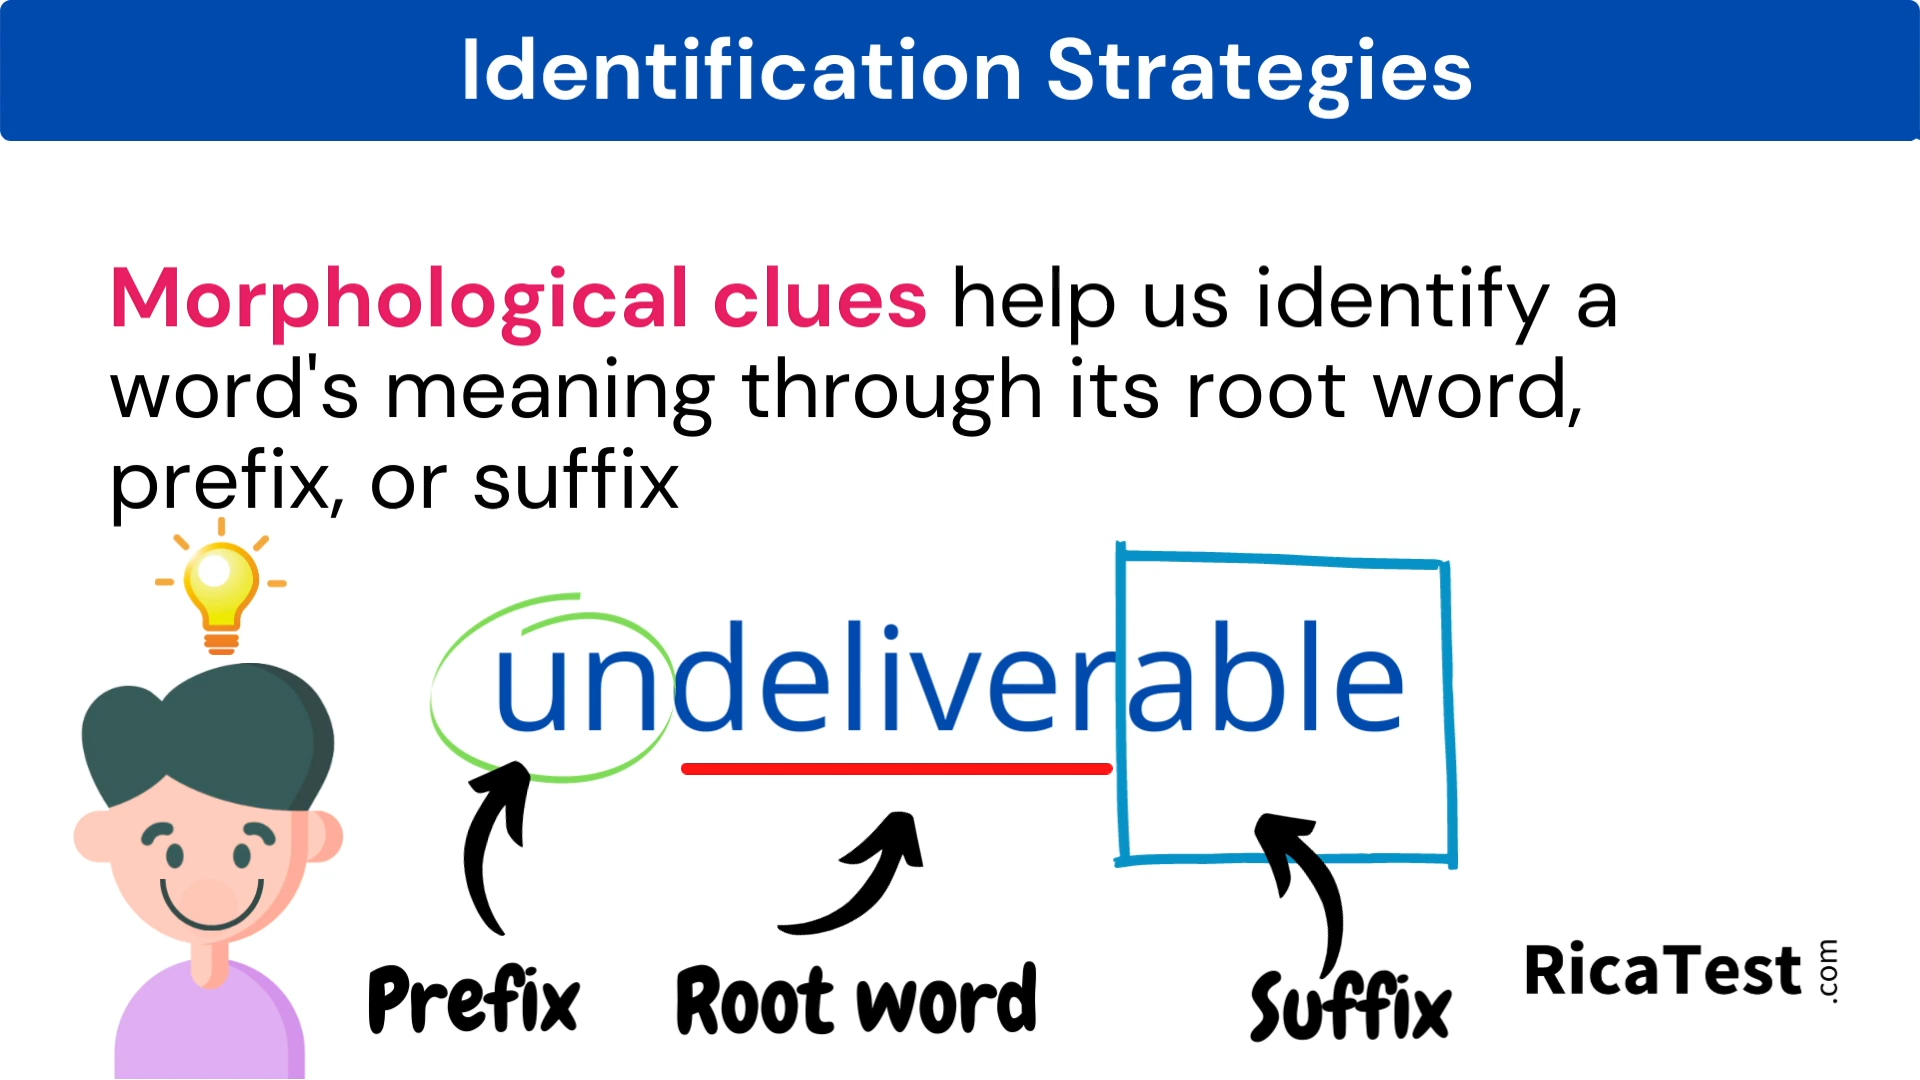 Identification Strategies
Morphological clues help us identify a
word's meaning through its root word,
prefix, or suffix
undeliverable
Prefix Root word Suffix
RicaTest.com